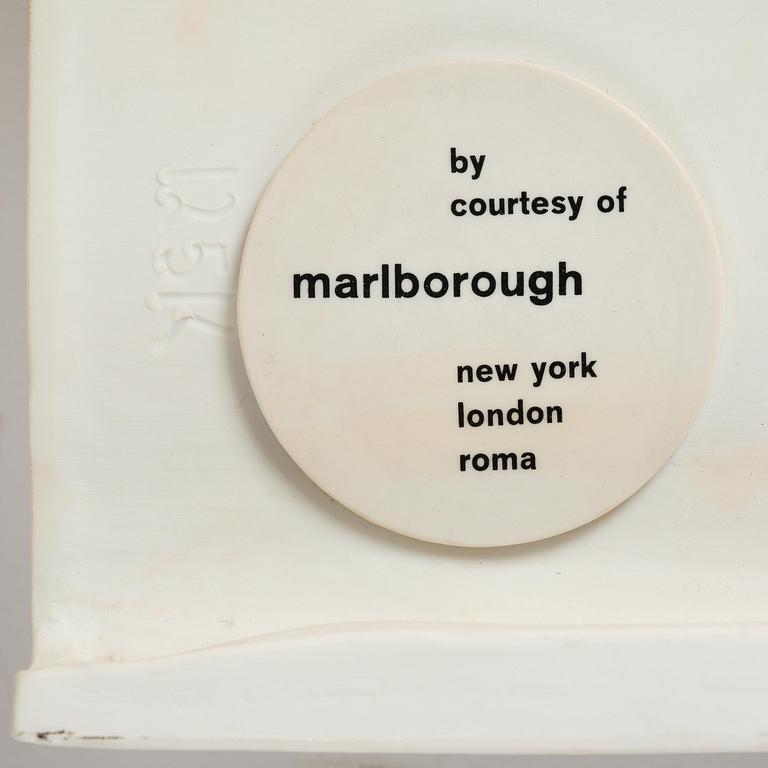 by
courtesy of
marlborough
new york
london
roma